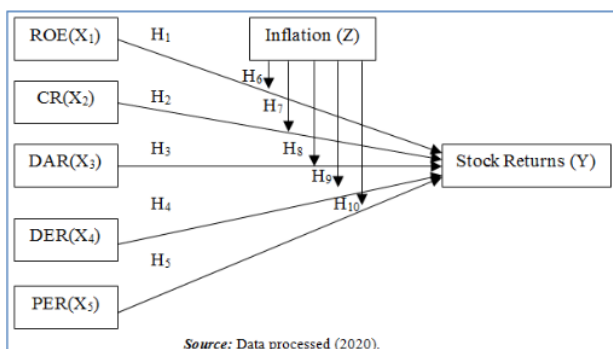 ROE(X₁)
H₁
Inflation (Z)
H₆
CR(X₂)
H₂
H₇
DAR(X₃)
H₃
H₈
Stock Returns (Y)
H₉
H₄
H₁₀
DER(X₄)
H₅
PER(X₅)
Source: Data processed (2020).